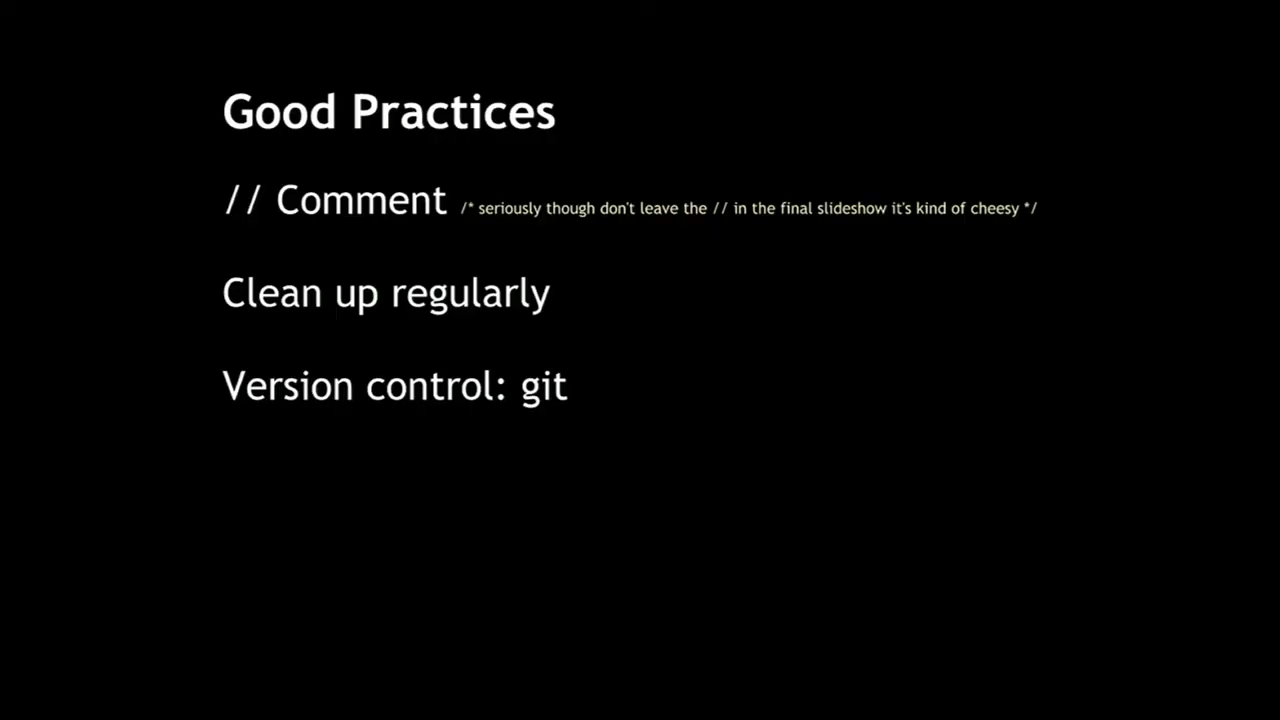 Good Practices
// Comment /* seriously though don't leave the // in the final slideshow it's kind of cheesy */
Clean up regularly
Version control: git